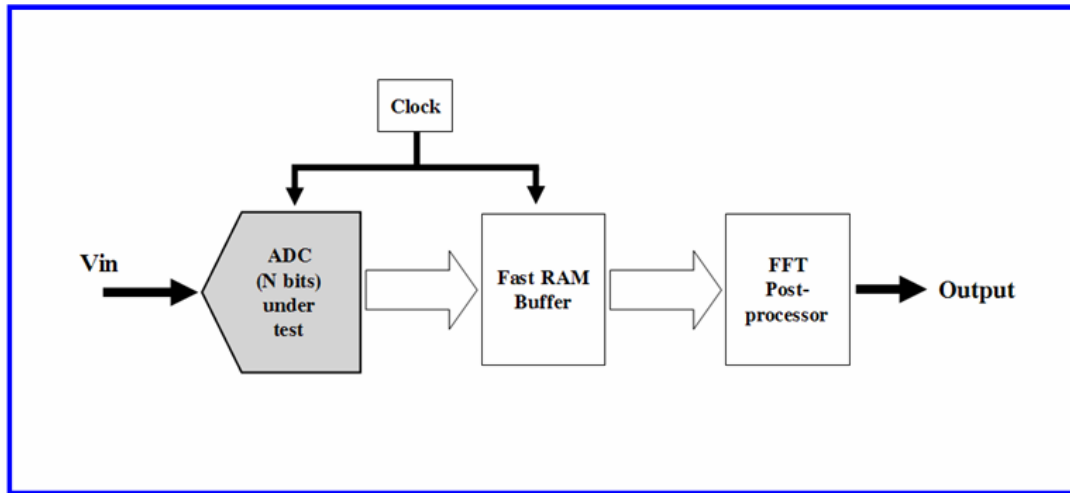 Clock
Vin
ADC
(N bits)
under
test
Fast RAM
Buffer
FFT
Post-
processor
Output